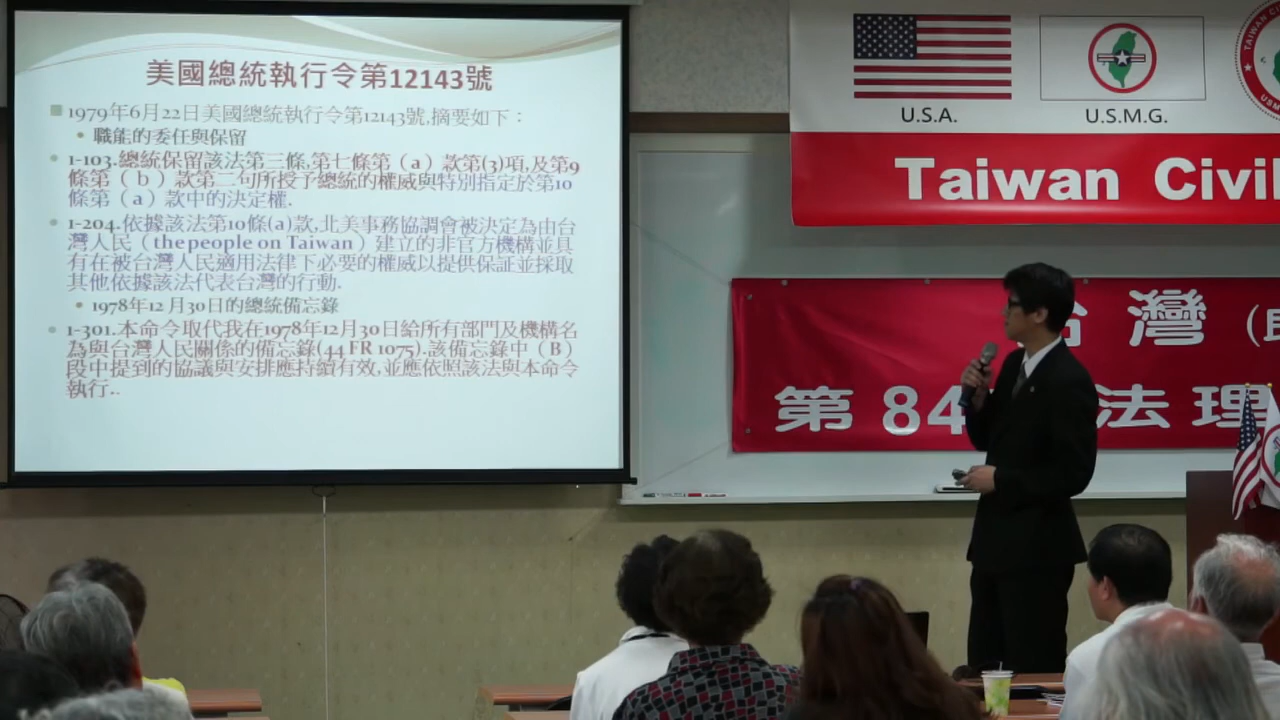 美國總統執行令第12143號
1979年6月22日美國總統執行令第12143號,摘要如下：
職能的委任與保留
1-103.總統保留該法第三條,第七條第（a）款第(3)項,及第9
條第（b）款第二句所授予總統的權威與特別指定於第10
條第（a）款中的決定權.
1-204.依據該法第10條(a)款,北美事務協調會被決定為由台
灣人民（the people on Taiwan）建立的非官方機構並具
有在被台灣人民適用法律下必要的權威以提供保証並採取
其他依據該法代表台灣的行動.
1978年12月30日的總統備忘錄
1-301.本命令取代我在1978年12月30日給所有部門及機構名
為與台灣人民關係的備忘錄(44 FR 1075).該備忘錄中（B）
段中提到的協議與安排應持續有效,並應依照該法與本命令
執行..
U.S.A.
U.S.M.G.
Taiwan Civil
台灣
第 84
法理